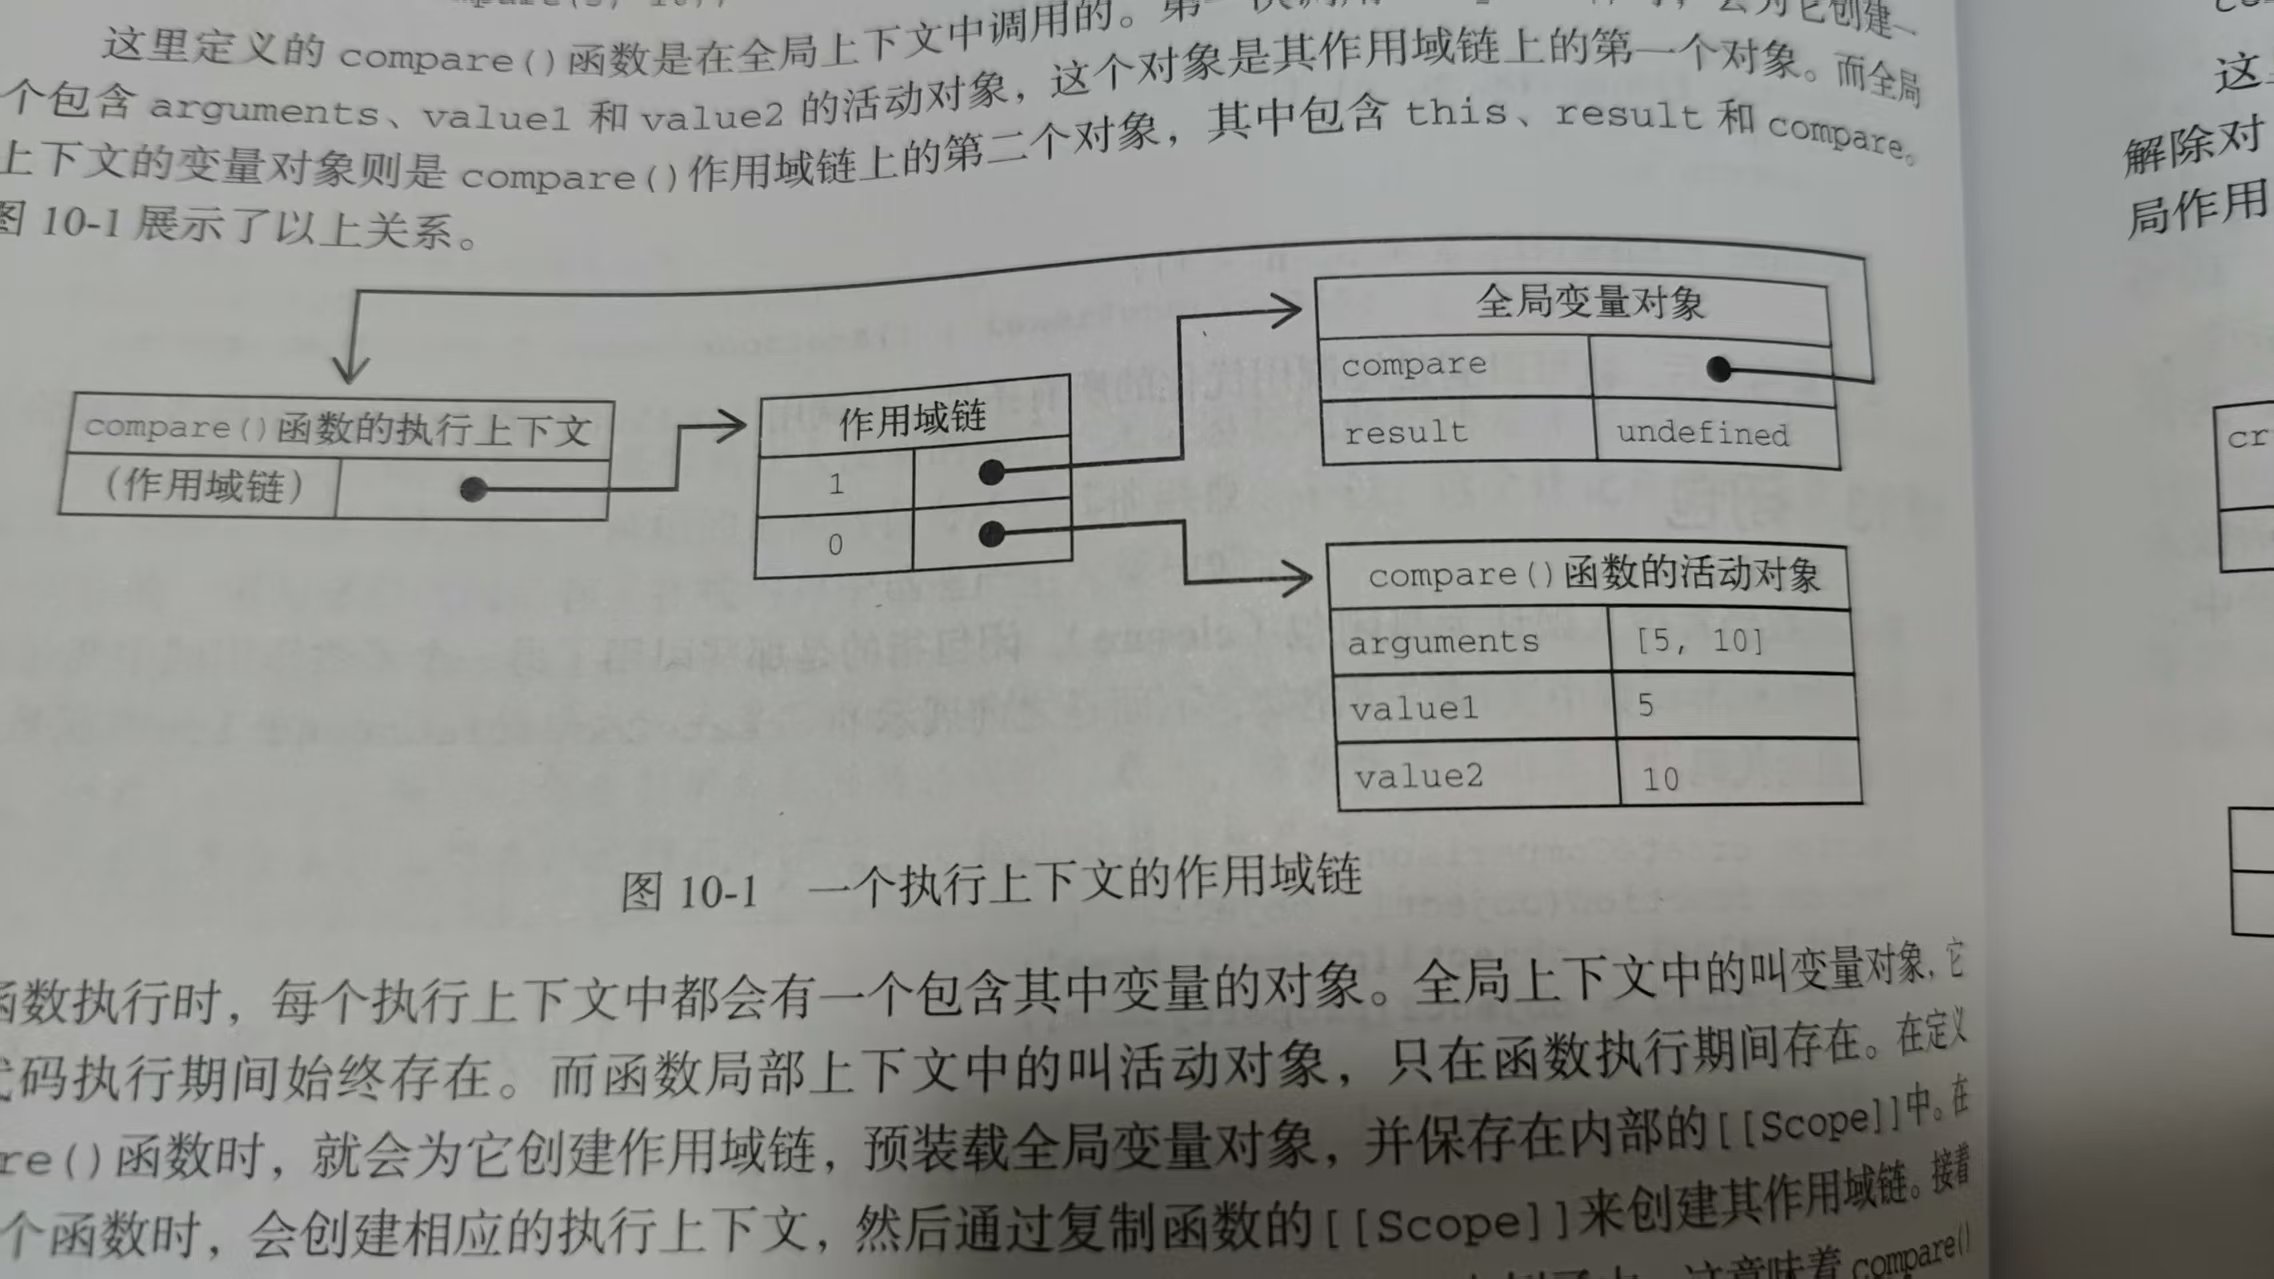 这里定义的 compare()函数是在全局上下文中调用的。第一次调用 会为它创建一
个包含 arguments、value1 和 value2 的活动对象，这个对象是其作用域链上的第一个对象。而全局
上下文的变量对象则是 compare()作用域链上的第二个对象，其中包含 this、result 和 compare。
图 10-1 展示了以上关系。
compare()函数的执行上下文
(作用域链)
作用域链
1
0
全局变量对象
compare
result undefined
compare()函数的活动对象
arguments [5, 10]
value1 5
value2 10
图 10-1 一个执行上下文的作用域链
函数执行时，每个执行上下文中都会有一个包含其中变量的对象。全局上下文中的叫变量对象，它
代码执行期间始终存在。而函数局部上下文中的叫活动对象，只在函数执行期间存在。在定义
re()函数时，就会为它创建作用域链，预装载全局变量对象，并保存在内部的[[Scope]]中。在
个函数时，会创建相应的执行上下文，然后通过复制函数的[[Scope]]来创建其作用域链。接着
这意味着 compare()
这
解除对
局作用
cr